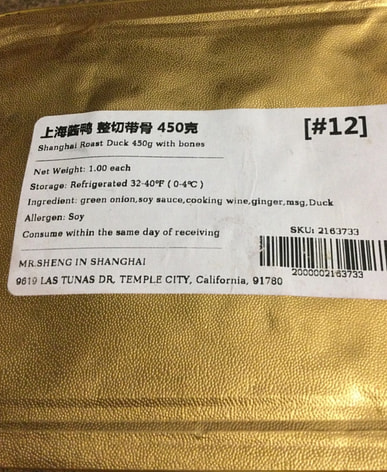 上海酱鸭 整切带骨 450克
[#12]
Shanghai Roast Duck 450g with bones
Net Weight: 1.00 each
Storage: Refrigerated 32-40°F ( 0-4°C )
Ingredient: green onion,soy sauce,cooking wine,ginger,msg,Duck
Allergen: Soy
Consume within the same day of receiving
SKU: 2163733
2000002163733
MR.SHENG IN SHANGHAI
9619 LAS TUNAS DR, TEMPLE CITY, California, 91780